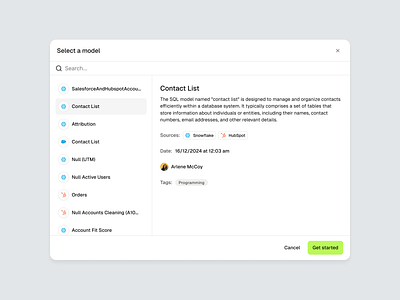 Select a model
Search...
SalesforceAndHubspotAccou...
Contact List
Attribution
Contact List
Null (UTM)
Null Active Users
Orders
Null Accounts Cleaning (A10...
Account Fit Score
Contact List
The SQL model named "contact list" is designed to manage and organize contacts
efficiently within a database system. It typically comprises a set of tables that
store information about individuals or entities, including their names, contact
numbers, email addresses, and other relevant details.
Sources: Snowflake HubSpot
Date: 16/12/2024 at 12:03 am
Arlene McCoy
Tags: Programming
Cancel Get started